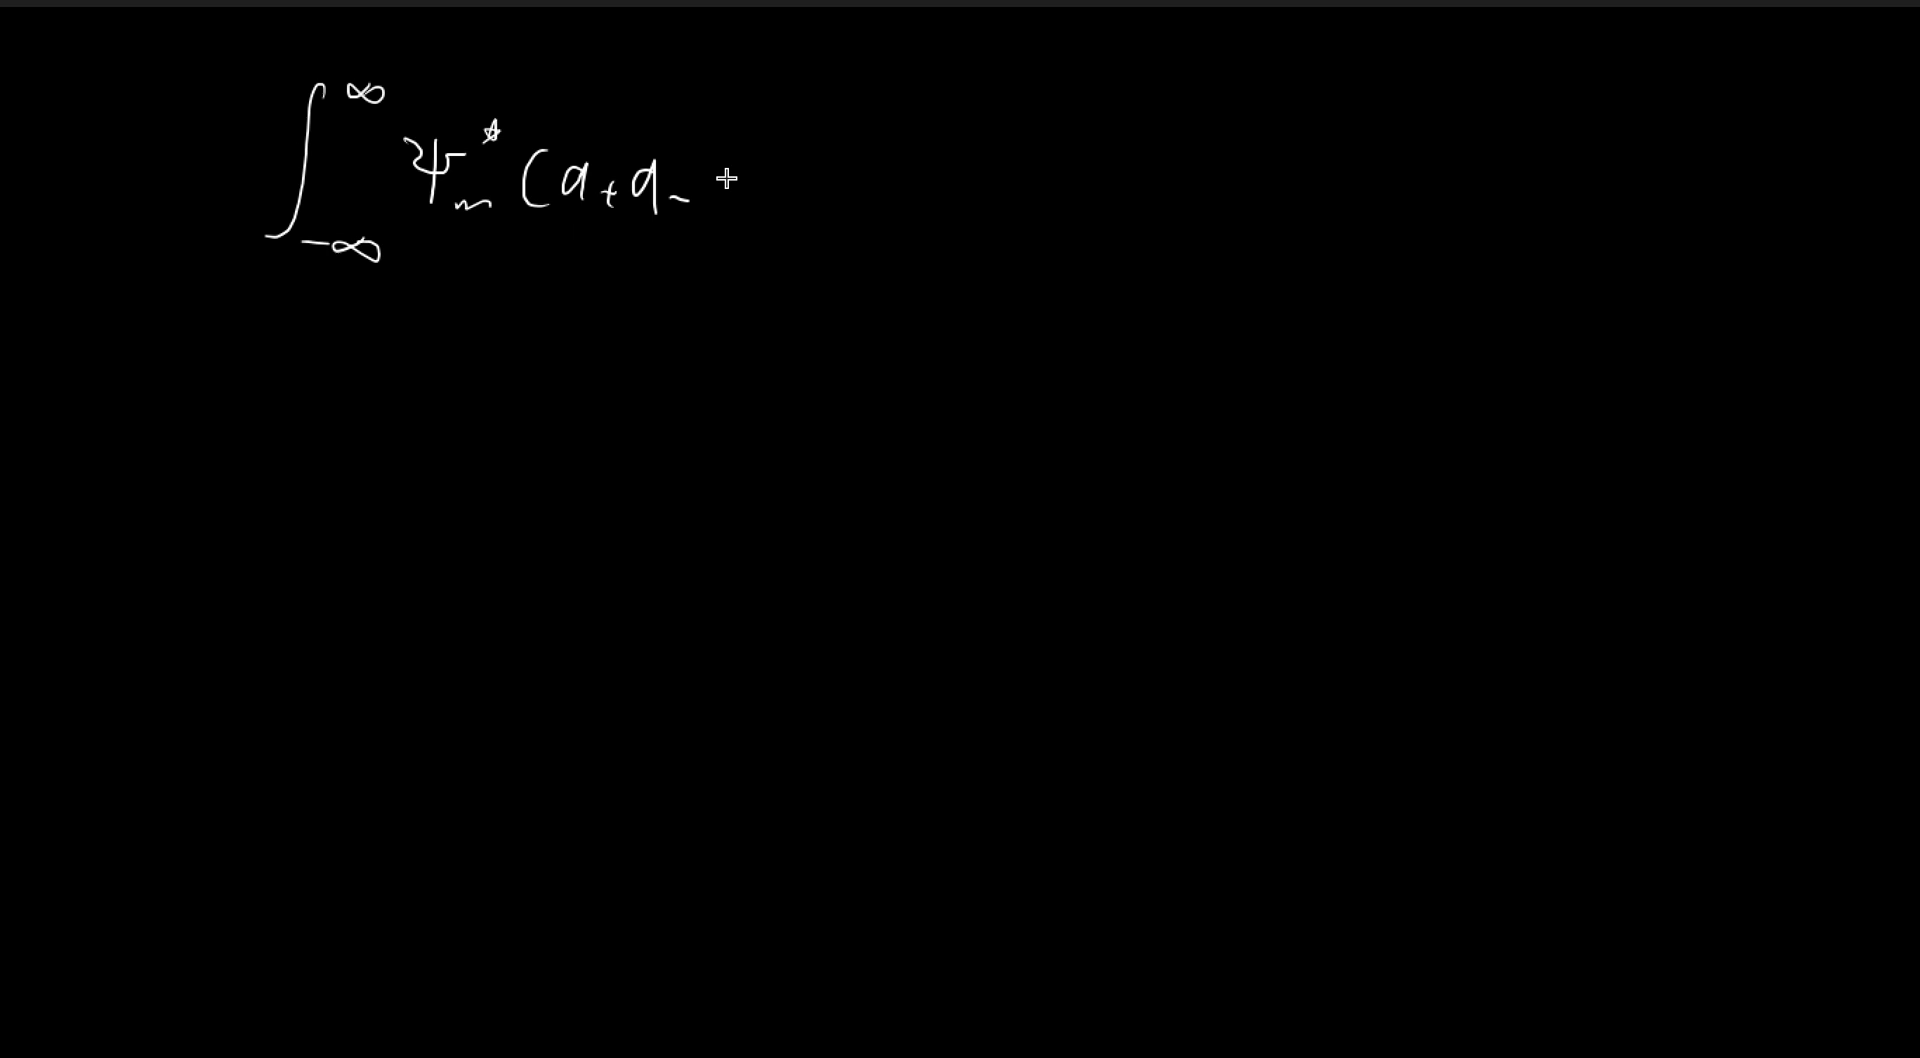 ∫_{-∞}^{∞} ψ_m^* (a_+ a_-